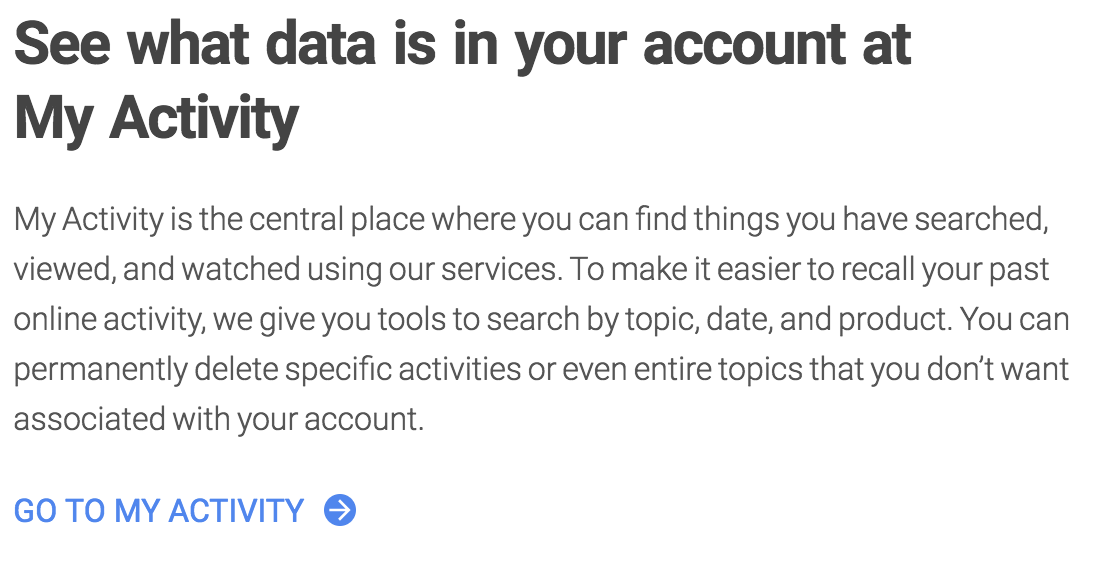 See what data is in your account at
My Activity
My Activity is the central place where you can find things you have searched,
viewed, and watched using our services. To make it easier to recall your past
online activity, we give you tools to search by topic, date, and product. You can
permanently delete specific activities or even entire topics that you don’t want
associated with your account.
GO TO MY ACTIVITY